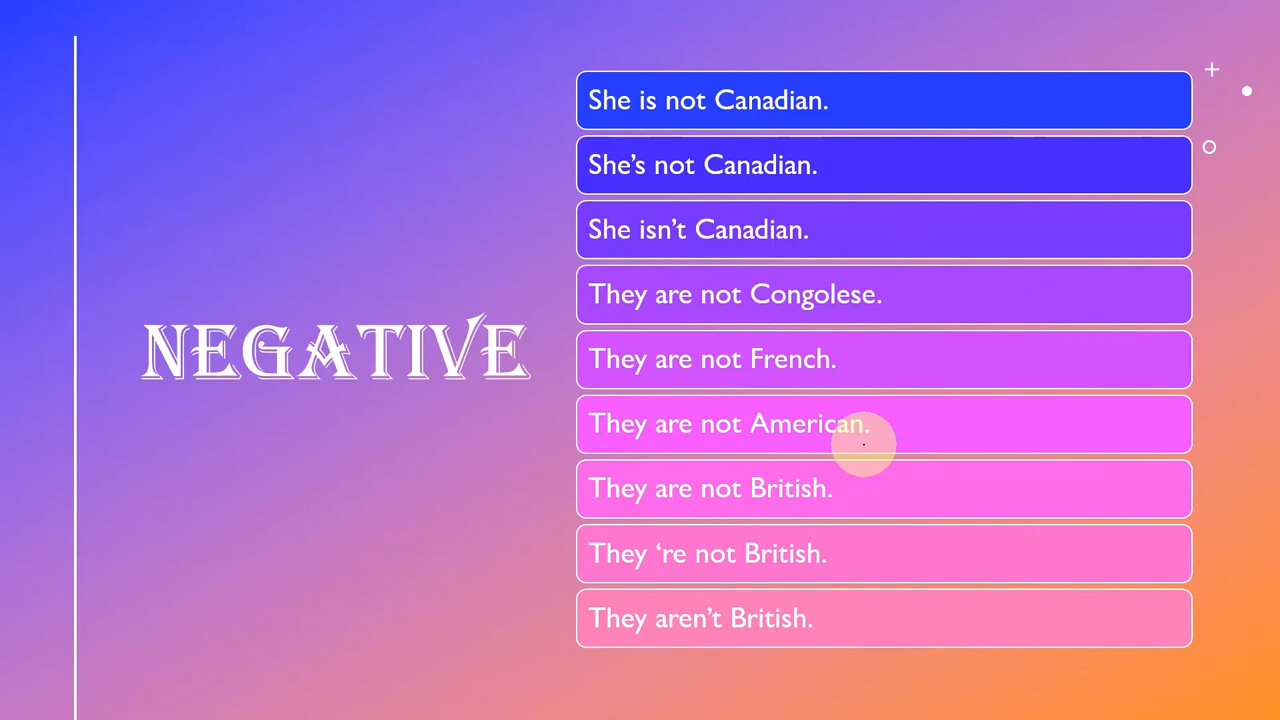 NEGATIVE
She is not Canadian.
She’s not Canadian.
She isn’t Canadian.
They are not Congolese.
They are not French.
They are not American.
They are not British.
They ‘re not British.
They aren’t British.